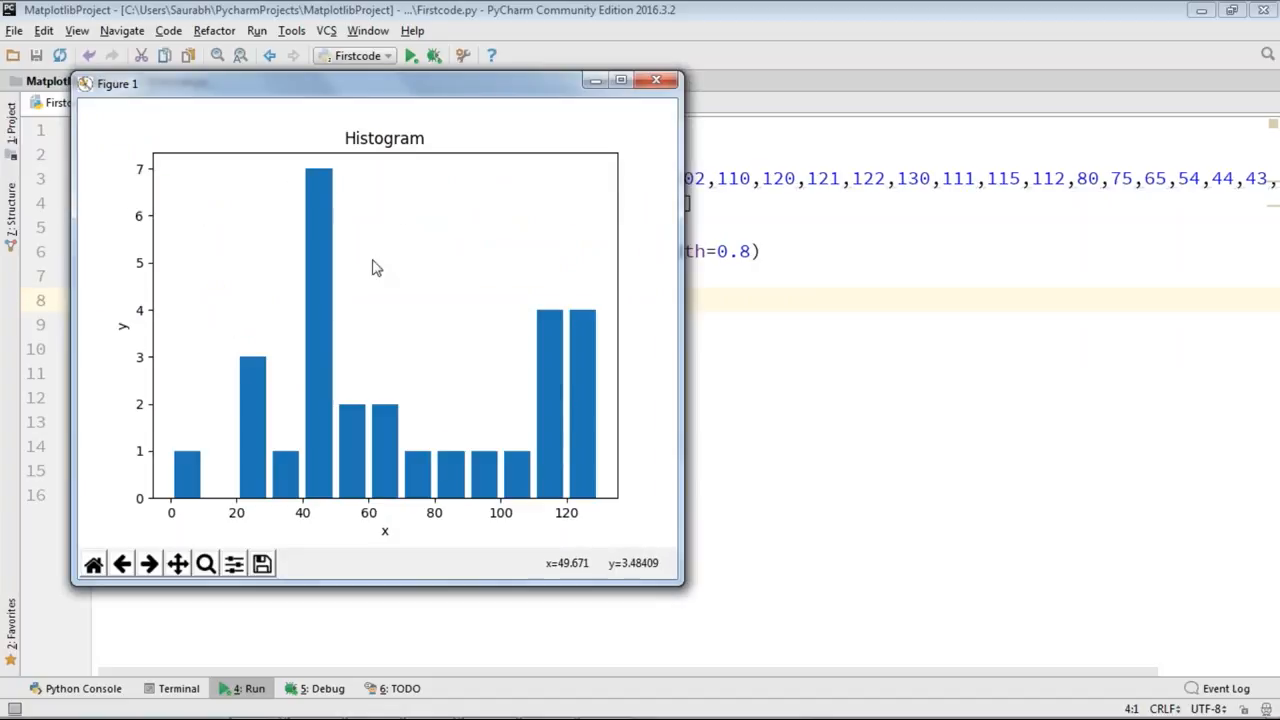 MatplotlibProject - [C:\Users\Saurabh\PycharmProjects\MatplotlibProject] - ...\Firstcode.py - PyCharm Community Edition 2016.3.2
File Edit View Navigate Code Refactor Run Tools VCS Window Help
Firstcode
Matplotl
Firstc
Figure 1
1: Project
Z: Structure
2: Favorites
1
2
3 02,110,120,121,122,130,111,115,112,80,75,65,54,44,43,
4 ]
5
6 th=0.8)
7
8
9
10
11
12
13
14
15
16
Histogram
7
6
5
4
3
2
1
0
y
0 20 40 60 80 100 120
x
x=49.671 y=3.48409
Python Console Terminal 4: Run 5: Debug 6: TODO Event Log
4:1 CRLF÷ UTF-8÷